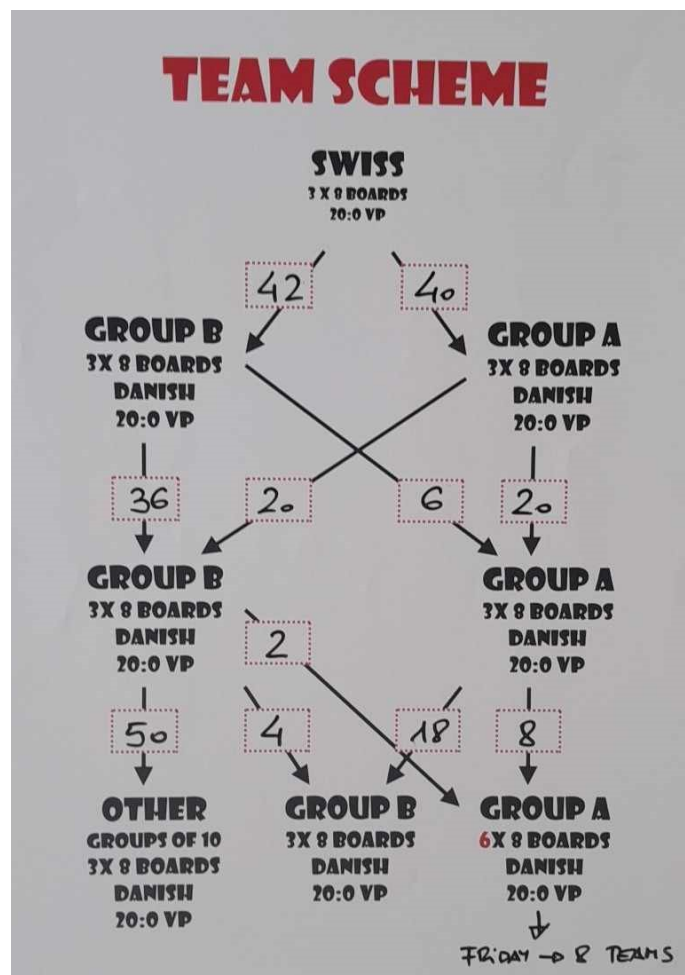 TEAM SCHEME
SWISS
3 X 8 BOARDS
20:0 VP
42
40
GROUP B
3X 8 BOARDS
DANISH
20:0 VP
GROUP A
3X 8 BOARDS
DANISH
20:0 VP
36
20
6
20
GROUP B
3X 8 BOARDS
DANISH
20:0 VP
GROUP A
3X 8 BOARDS
DANISH
20:0 VP
2
50
4
18
8
OTHER
GROUPS OF 10
3X 8 BOARDS
DANISH
20:0 VP
GROUP B
3X 8 BOARDS
DANISH
20:0 VP
GROUP A
6X 8 BOARDS
DANISH
20:0 VP
FRiDAY → 8 TEAMS